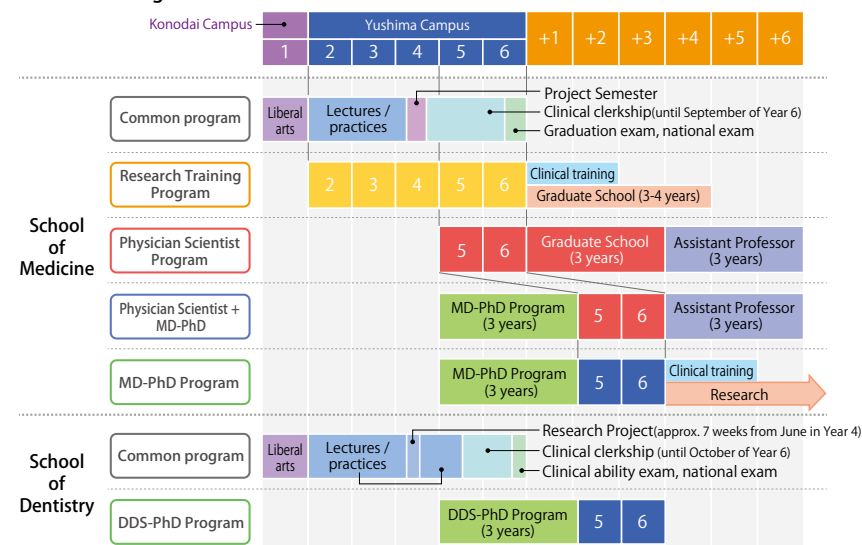 Konodai Campus
Yushima Campus
+1 +2 +3 +4 +5 +6
1 2 3 4 5 6
School
of
Medicine
Common program
Liberal
arts
Lectures /
practices
Project Semester
Clinical clerkship(until September of Year 6)
Graduation exam, national exam
Research Training
Program
2 3 4 5 6
Clinical training
Graduate School (3-4 years)
Physician Scientist
Program
5 6
Graduate School
(3 years)
Assistant Professor
(3 years)
Physician Scientist +
MD-PhD
MD-PhD Program
(3 years)
5 6
Assistant Professor
(3 years)
MD-PhD Program
MD-PhD Program
(3 years)
5 6
Clinical training
Research
School
of
Dentistry
Common program
Liberal
arts
Lectures /
practices
Research Project(approx. 7 weeks from June in Year 4)
Clinical clerkship (until October of Year 6)
Clinical ability exam, national exam
DDS-PhD Program
DDS-PhD Program
(3 years)
5 6